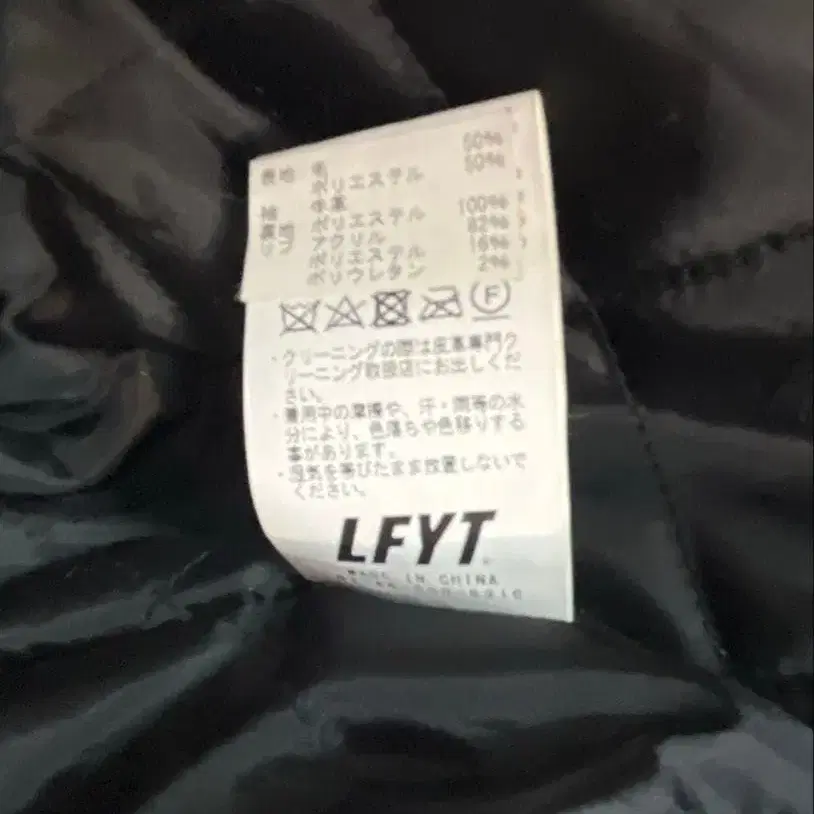 表地 毛 50%
ポリエステル 50%
袖 牛革
裏地 ポリエステル 100%
リブ アクリル 82%
ポリエステル 16%
ポリウレタン 2%
F
・クリーニングの際は皮革専門ク
リーニング取扱店にお出しくだ
さい。
・着用中の摩擦や、汗・雨等の水
分により、色落ちや色移りする
事があります。
・湿気を帯びたまま放置しないで
ください。
LFYT
MADE IN CHINA